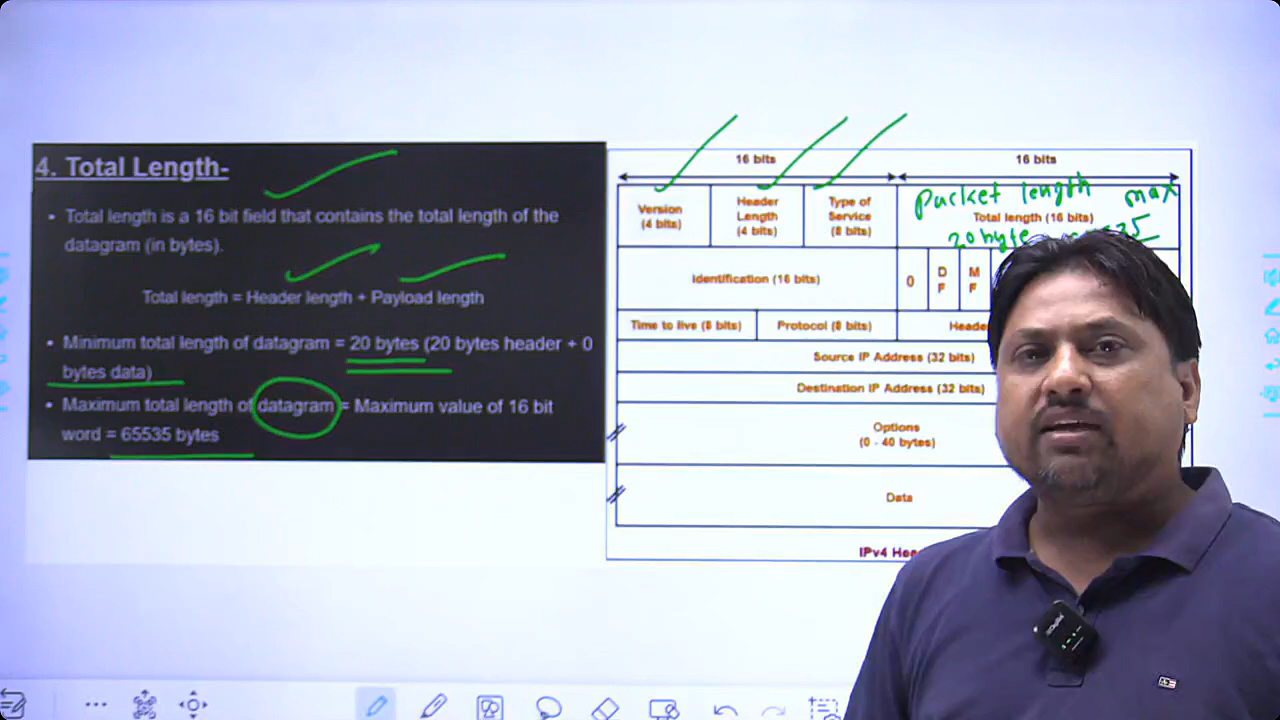 4. Total Length-
• Total length is a 16 bit field that contains the total length of the
datagram (in bytes).
Total length = Header length + Payload length
• Minimum total length of datagram = 20 bytes (20 bytes header + 0
bytes data)
• Maximum total length of datagram = Maximum value of 16 bit
word = 65535 bytes
16 bits
16 bits
Version
(4 bits)
Header
Length
(4 bits)
Type of
Service
(8 bits)
Packet length max
Total length (16 bits)
20 byte
Identification (16 bits)
0
D
F
M
F
Time to live (8 bits)
Protocol (8 bits)
Source IP Address (32 bits)
Destination IP Address (32 bits)
Options
(0 - 40 bytes)
Data
IPv4